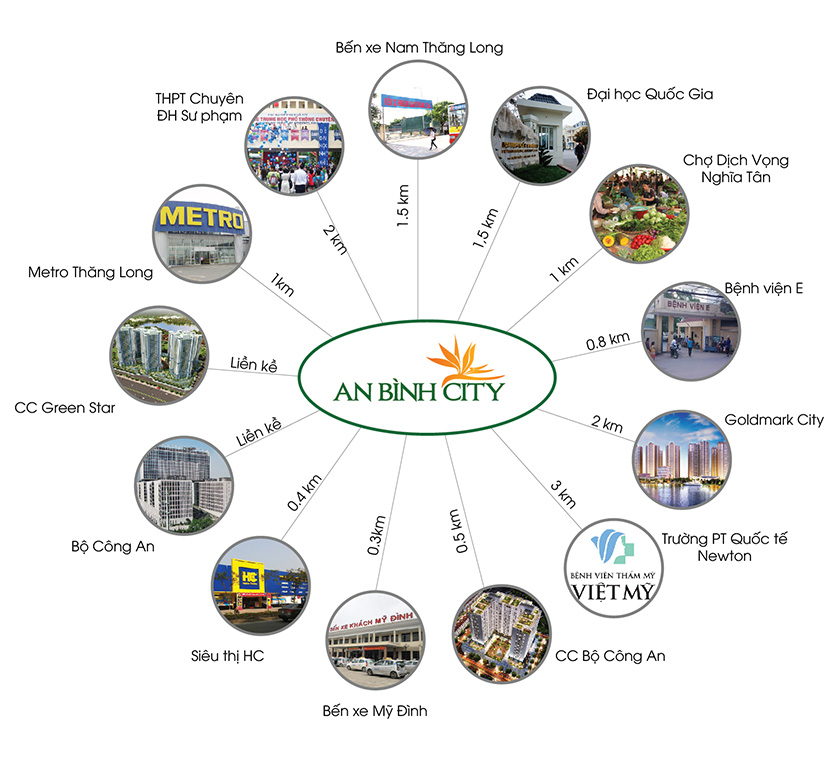 Bến xe Nam Thăng Long
THPT Chuyên
ĐH Sư phạm
Đại học Quốc Gia
Chợ Dịch Vọng
Nghĩa Tân
METRO
Metro Thăng Long
BỆNH VIỆN E
Bệnh viện E
2 km
1.5 km
1.5 km
1 km
1km
0.8 km
Liền kề
AN BÌNH CITY
CC Green Star
Liền kề
2 km
Goldmark City
Bộ Công An
0.4 km
0.3km
0.5 km
3 km
Trường PT Quốc tế
Newton
BỆNH VIỆN THẨM MỸ
VIỆT MỸ
HC
Siêu thị HC
BẾN XE KHÁCH MỸ ĐÌNH
Bến xe Mỹ Đình
CC Bộ Công An